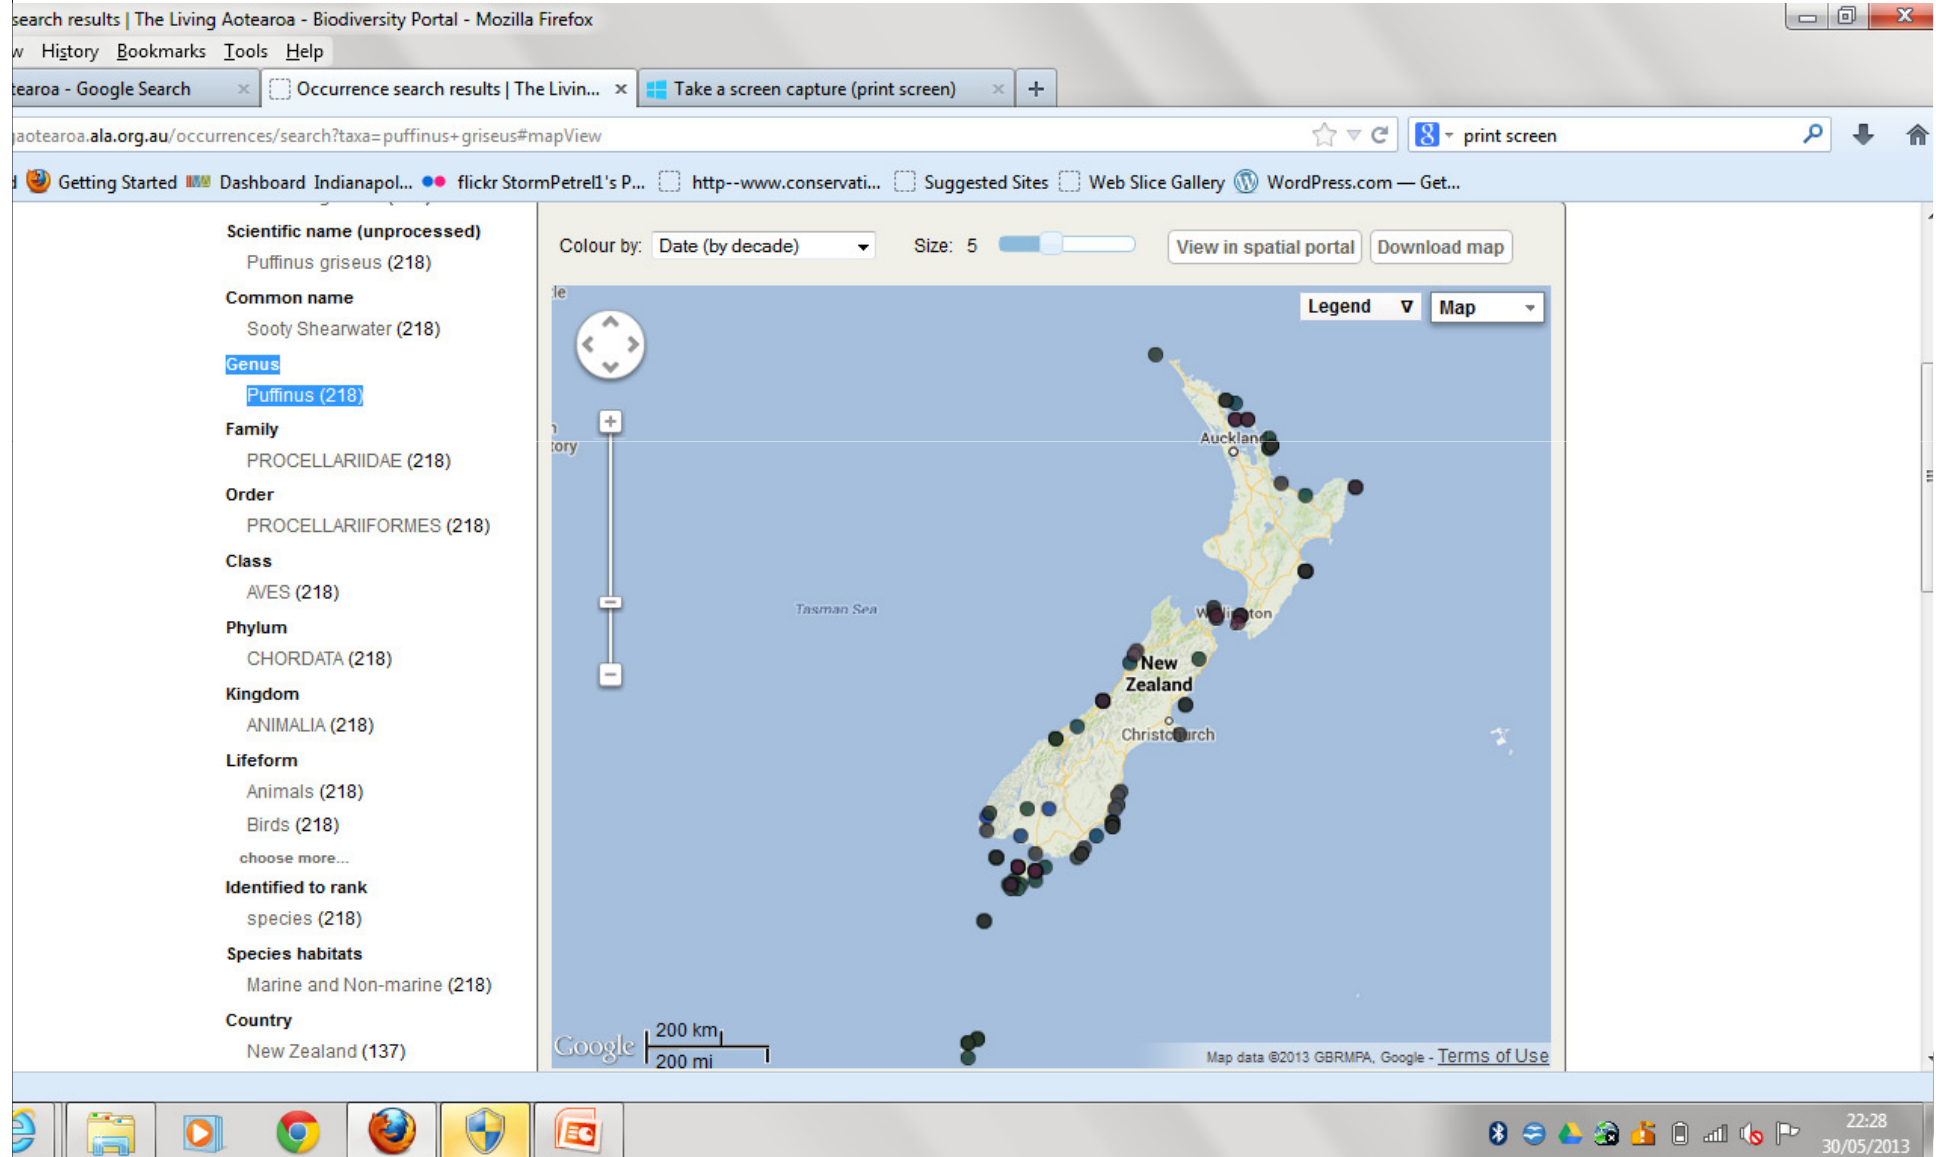 search results | The Living Aotearoa - Biodiversity Portal - Mozilla Firefox
w History Bookmarks Tools Help
earoa - Google Search × Occurrence search results | The Livin... × Take a screen capture (print screen) × +
aotearoa.ala.org.au/occurrences/search?taxa=puffinus+griseus#mapView 8 print screen
Getting Started Dashboard Indianapol... flickr StormPetrel1's P... http--www.conservati... Suggested Sites Web Slice Gallery WordPress.com — Get...
Scientific name (unprocessed)
Puffinus griseus (218)
Common name
Sooty Shearwater (218)
Genus
Puffinus (218)
Family
PROCELLARIIDAE (218)
Order
PROCELLARIIFORMES (218)
Class
AVES (218)
Phylum
CHORDATA (218)
Kingdom
ANIMALIA (218)
Lifeform
Animals (218)
Birds (218)
choose more...
Identified to rank
species (218)
Species habitats
Marine and Non-marine (218)
Country
New Zealand (137)
Colour by: Date (by decade) Size: 5 View in spatial portal Download map
le
Legend Map
tory
Auckland
Tasman Sea
Wellington
New
Zealand
Christchurch
200 km
200 mi
Google
Map data ©2013 GBRMPA, Google - Terms of Use
22:28
30/05/2013